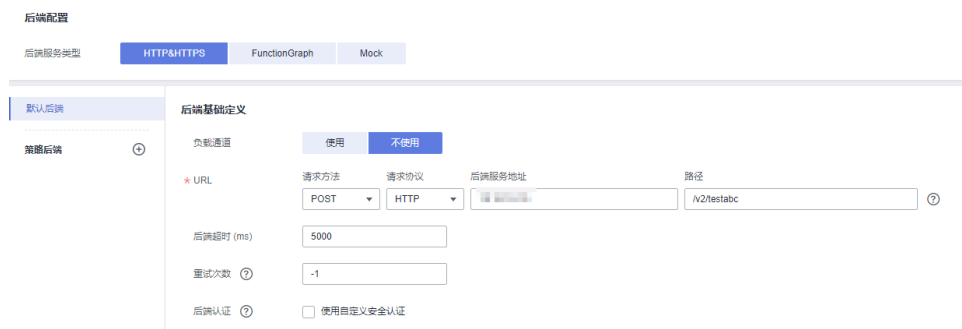 后端配置
后端服务类型 HTTP&HTTPS FunctionGraph Mock
默认后端
策略后端
后端基础定义
负载通道 使用 不使用
* URL
请求方法 请求协议 后端服务地址 路径
POST HTTP /v2/testabc
后端超时 (ms) 5000
重试次数 ? -1
后端认证 ? 使用自定义安全认证